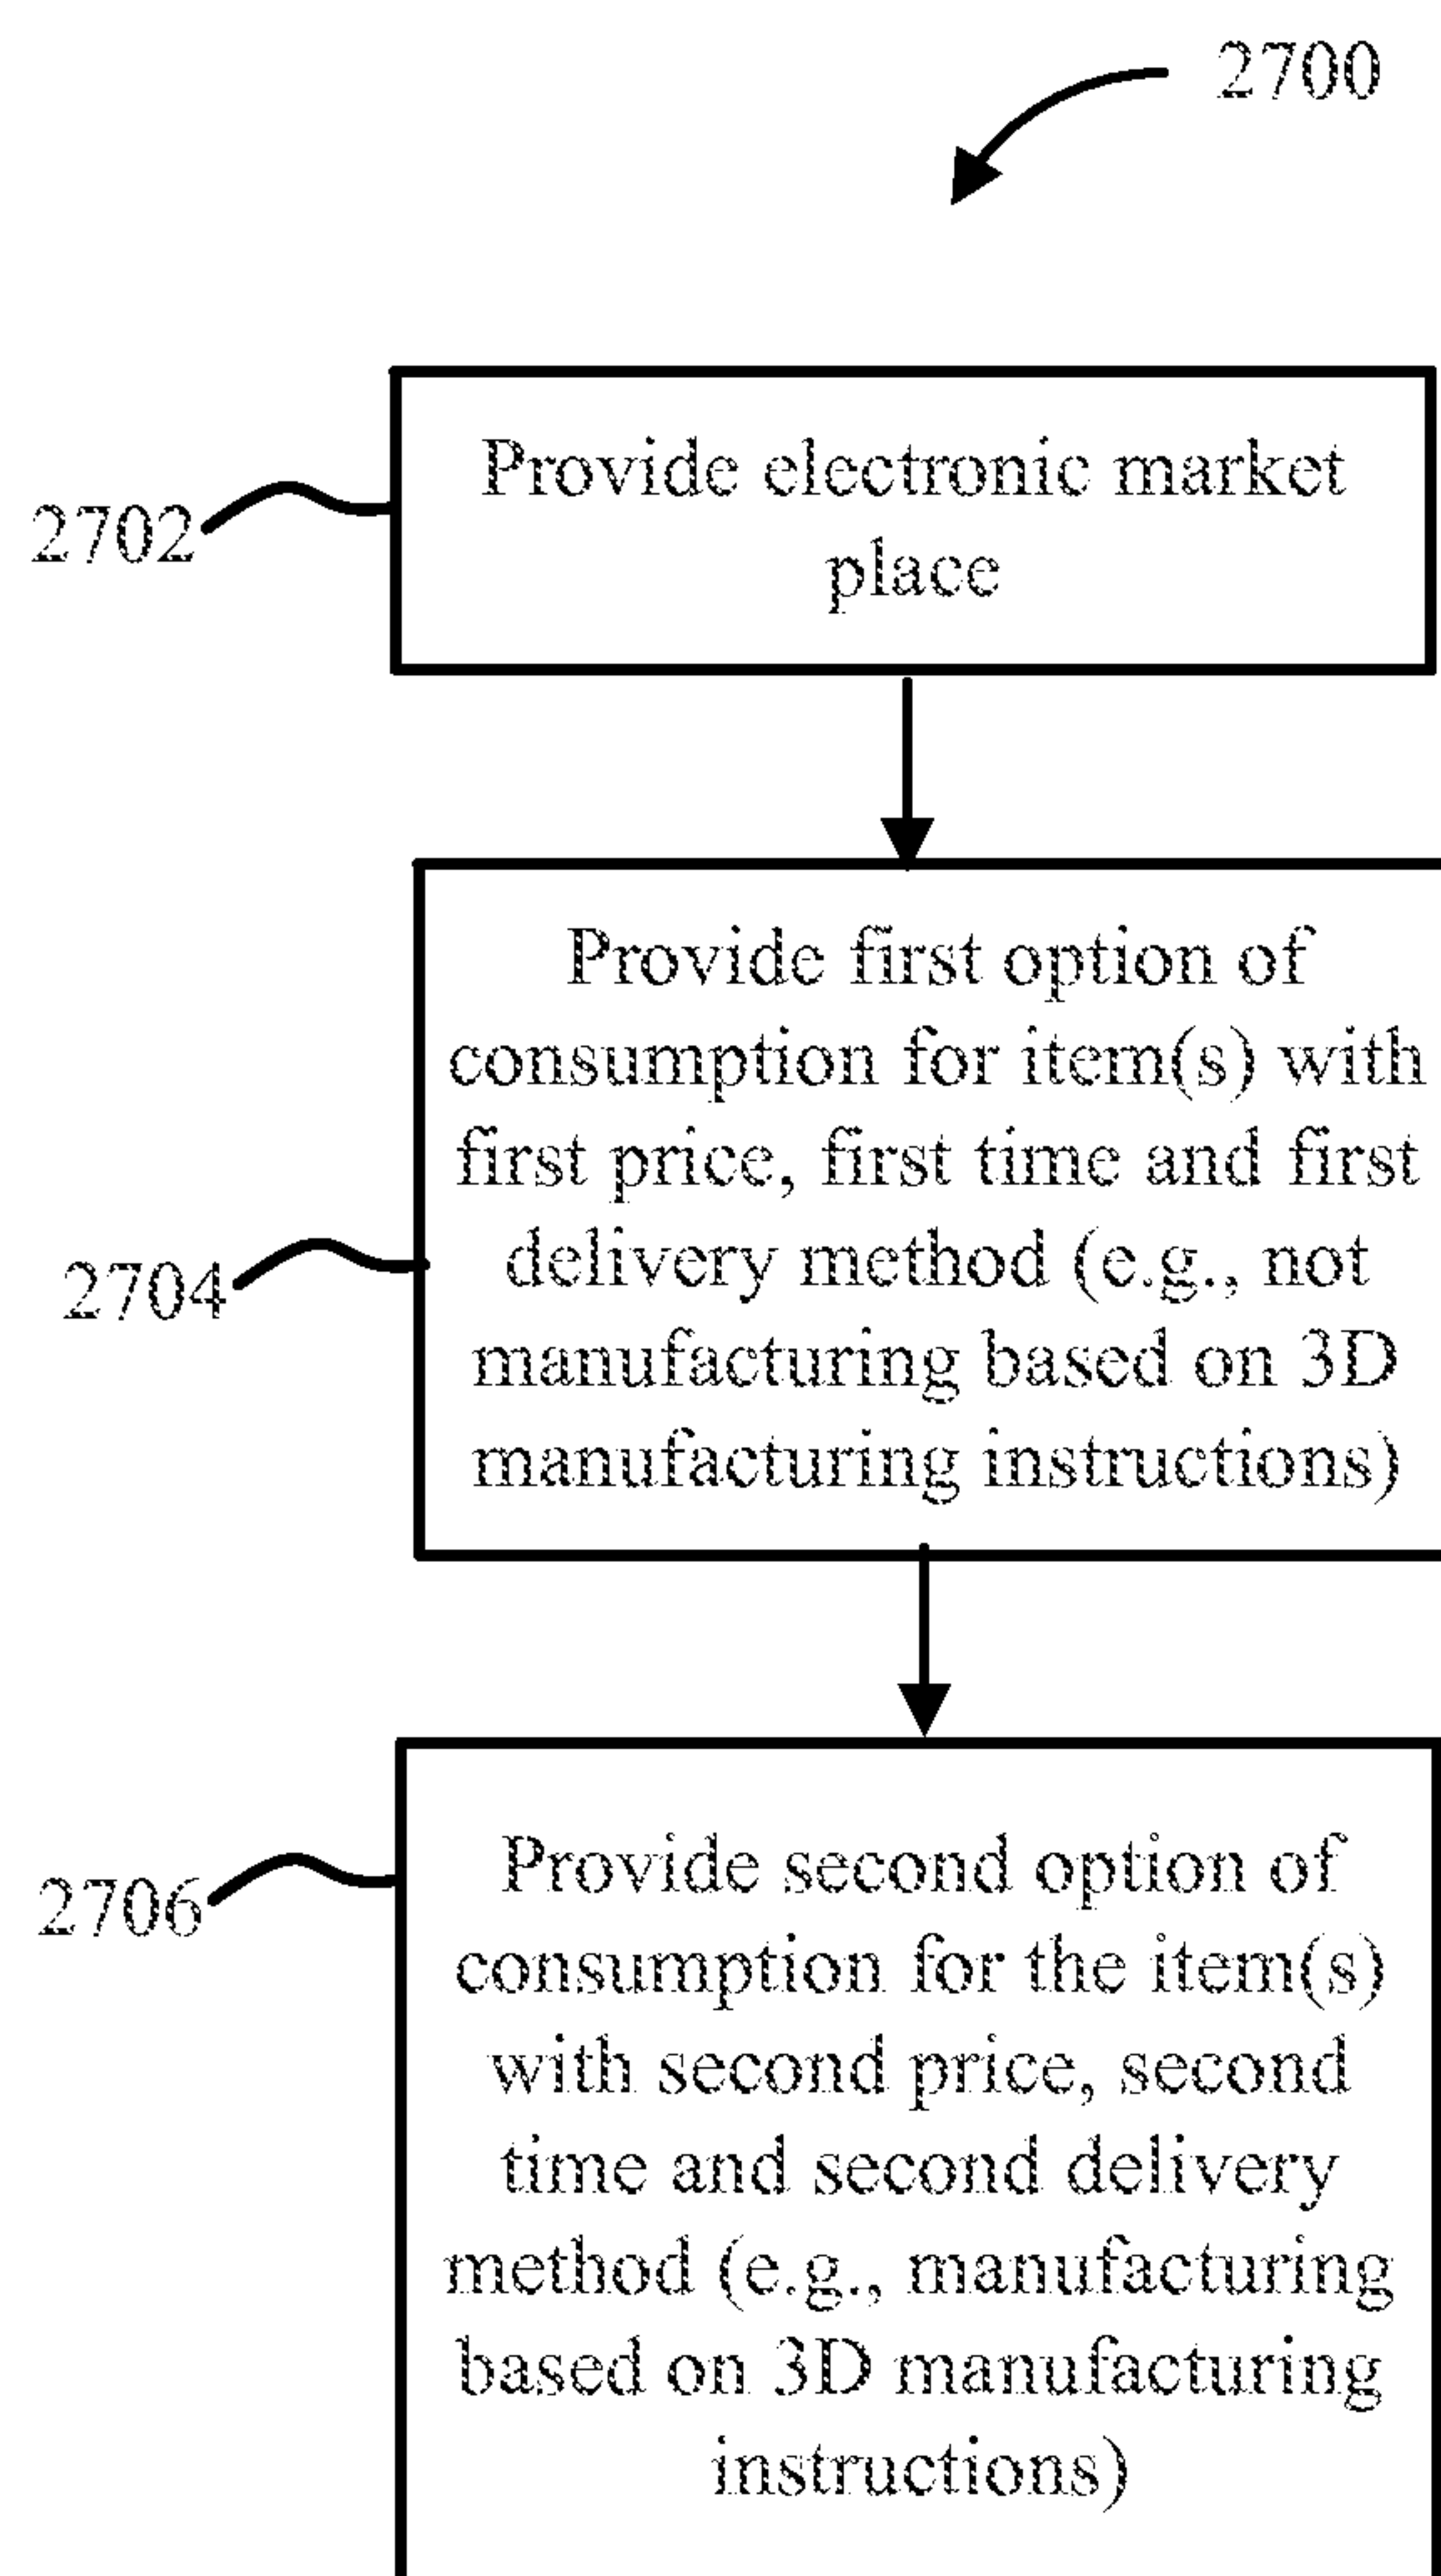 2700
Provide electronic market
place
2702
Provide first option of
consumption for item(s) with
first price, first time and first
delivery method (e.g., not
manufacturing based on 3D
manufacturing instructions)
2704
Provide second option of
consumption for the item(s)
with second price, second
time and second delivery
method (e.g., manufacturing
based on 3D manufacturing
instructions)
2706